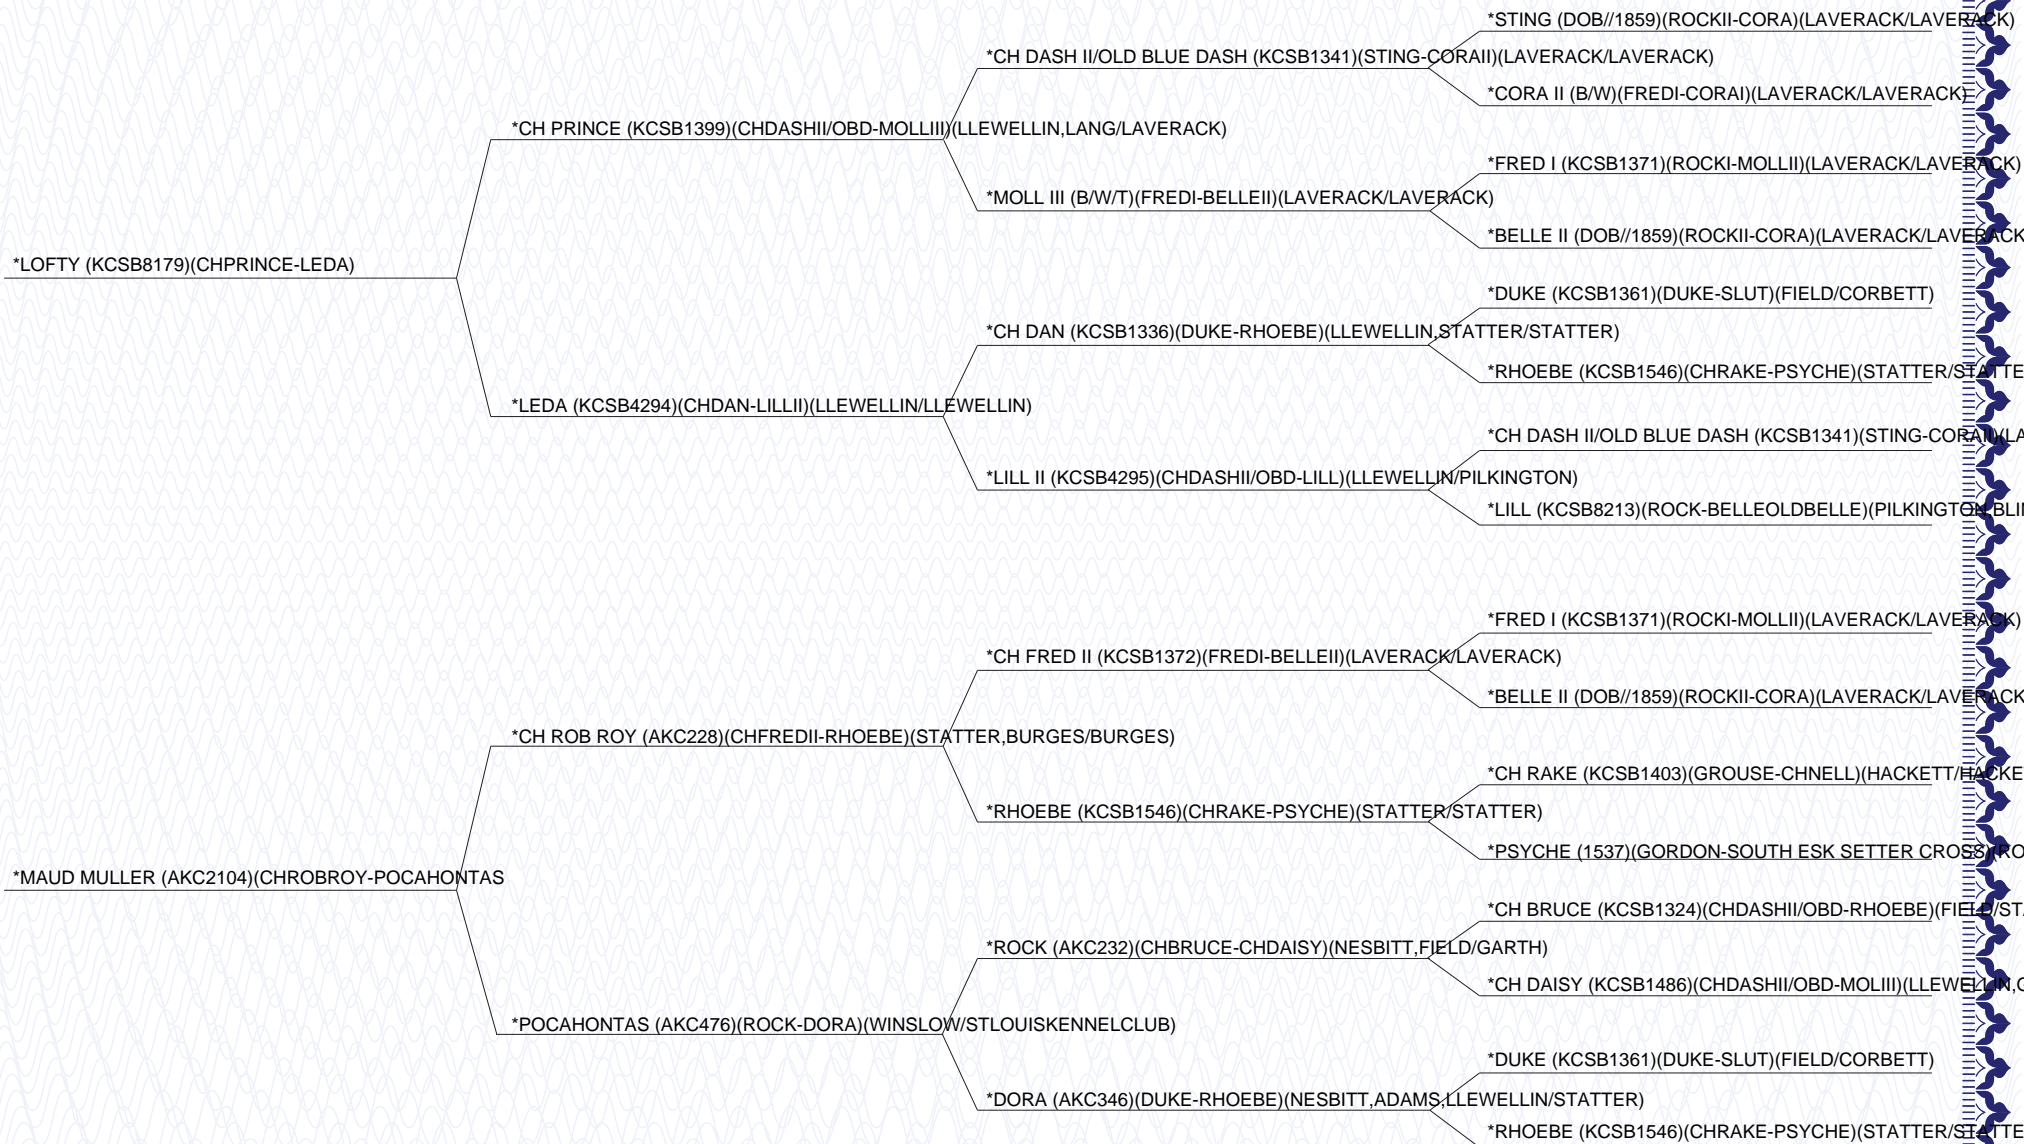 *STING (DOB//1859)(ROCKII-CORA)(LAVERACK/LAVERACK)
*CH DASH II/OLD BLUE DASH (KCSB1341)(STING-CORAII)(LAVERACK/LAVERACK)
*CORA II (B/W)(FREDI-CORAI)(LAVERACK/LAVERACK)
*CH PRINCE (KCSB1399)(CHDASHII/OBD-MOLLIII)(LLEWELLIN,LANG/LAVERACK)
*FRED I (KCSB1371)(ROCKI-MOLLII)(LAVERACK/LAVERACK)
*MOLL III (B/W/T)(FREDI-BELLEII)(LAVERACK/LAVERACK)
*BELLE II (DOB//1859)(ROCKII-CORA)(LAVERACK/LAVERACK
*LOFTY (KCSB8179)(CHPRINCE-LEDA)
*DUKE (KCSB1361)(DUKE-SLUT)(FIELD/CORBETT)
*CH DAN (KCSB1336)(DUKE-RHOEBE)(LLEWELLIN,STATTER/STATTER)
*RHOEBE (KCSB1546)(CHRAKE-PSYCHE)(STATTER/STATTE
*LEDA (KCSB4294)(CHDAN-LILLII)(LLEWELLIN/LLEWELLIN)
*CH DASH II/OLD BLUE DASH (KCSB1341)(STING-CORAII)(LA
*LILL II (KCSB4295)(CHDASHII/OBD-LILL)(LLEWELLIN/PILKINGTON)
*LILL (KCSB8213)(ROCK-BELLEOLDBELLE)(PILKINGTON,BLI
*FRED I (KCSB1371)(ROCKI-MOLLII)(LAVERACK/LAVERACK)
*CH FRED II (KCSB1372)(FREDI-BELLEII)(LAVERACK/LAVERACK)
*BELLE II (DOB//1859)(ROCKII-CORA)(LAVERACK/LAVERACK
*CH ROB ROY (AKC228)(CHFREDII-RHOEBE)(STATTER,BURGES/BURGES)
*CH RAKE (KCSB1403)(GROUSE-CHNELL)(HACKETT/HACKE
*RHOEBE (KCSB1546)(CHRAKE-PSYCHE)(STATTER/STATTER)
*PSYCHE (1537)(GORDON-SOUTH ESK SETTER CROSS)(RO
*MAUD MULLER (AKC2104)(CHROBROY-POCAHONTAS
*CH BRUCE (KCSB1324)(CHDASHII/OBD-RHOEBE)(FIELD/STA
*ROCK (AKC232)(CHBRUCE-CHDAISY)(NESBITT,FIELD/GARTH)
*CH DAISY (KCSB1486)(CHDASHII/OBD-MOLIII)(LLEWELLIN,G
*POCAHONTAS (AKC476)(ROCK-DORA)(WINSLOW/STLOUISKENNELCLUB)
*DUKE (KCSB1361)(DUKE-SLUT)(FIELD/CORBETT)
*DORA (AKC346)(DUKE-RHOEBE)(NESBITT,ADAMS,LLEWELLIN/STATTER)
*RHOEBE (KCSB1546)(CHRAKE-PSYCHE)(STATTER/STATTE